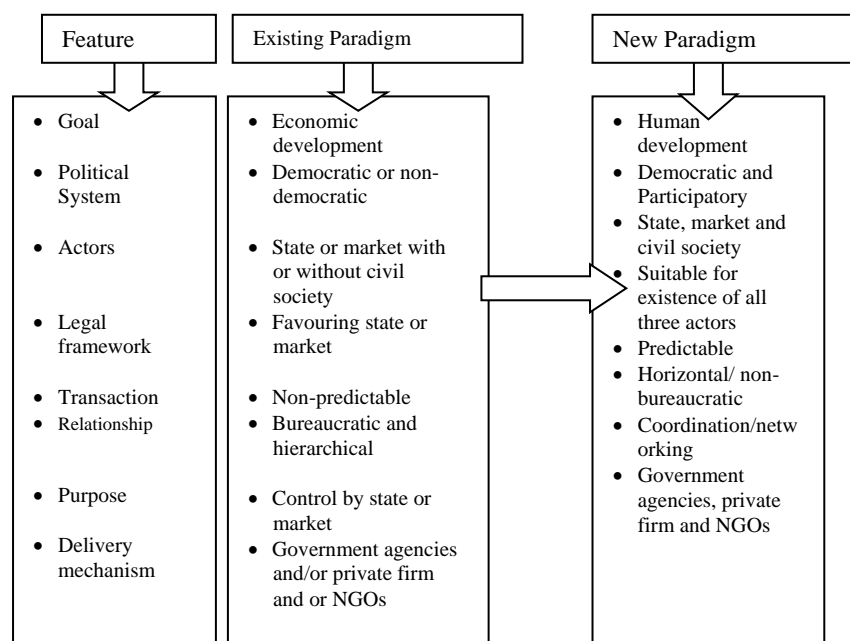 Feature
Existing Paradigm
New Paradigm
• Goal
• Political
System
• Actors
• Legal
framework
• Transaction
• Relationship
• Purpose
• Delivery
mechanism
• Economic
development
• Democratic or non-
democratic
• State or market with
or without civil
society
• Favouring state or
market
• Non-predictable
• Bureaucratic and
hierarchical
• Control by state or
market
• Government agencies
and/or private firm
and or NGOs
• Human
development
• Democratic and
Participatory
• State, market and
civil society
• Suitable for
existence of all
three actors
• Predictable
• Horizontal/ non-
bureaucratic
• Coordination/netw
orking
• Government
agencies, private
firm and NGOs